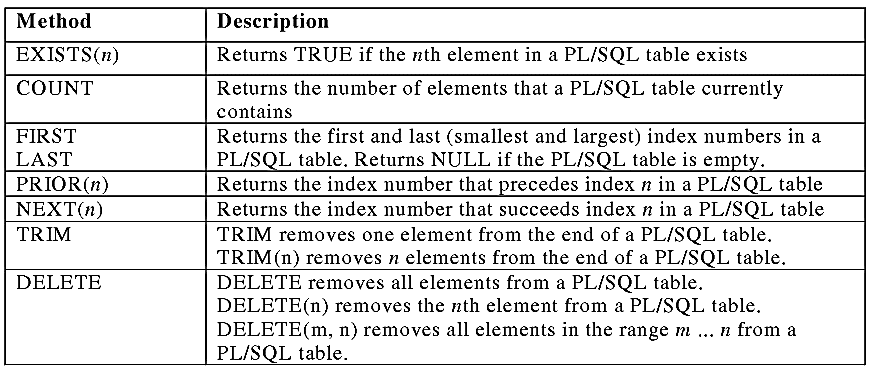 Method Description
EXISTS(n) Returns TRUE if the nth element in a PL/SQL table exists
COUNT Returns the number of elements that a PL/SQL table currently
contains
FIRST Returns the first and last (smallest and largest) index numbers in a
LAST PL/SQL table. Returns NULL if the PL/SQL table is empty.
PRIOR(n) Returns the index number that precedes index n in a PL/SQL table
NEXT(n) Returns the index number that succeeds index n in a PL/SQL table
TRIM TRIM removes one element from the end of a PL/SQL table.
TRIM(n) removes n elements from the end of a PL/SQL table.
DELETE DELETE removes all elements from a PL/SQL table.
DELETE(n) removes the nth element from a PL/SQL table.
DELETE(m, n) removes all elements in the range m ... n from a
PL/SQL table.